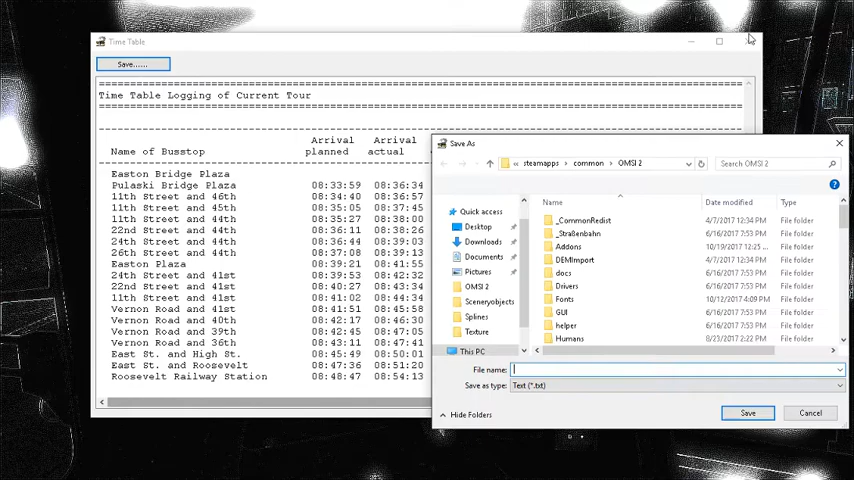 Time Table
Save......
Time Table Logging of Current Tour
Name of Busstop Arrival planned Arrival actual
Easton Bridge Plaza
Pulaski Bridge Plaza 08:33:59 08:36:34
11th Street and 46th 08:34:40 08:36:57
11th Street and 45th 08:35:05 08:37:45
11th Street and 44th 08:35:27 08:38:00
22nd Street and 44th 08:36:11 08:38:26
24th Street and 44th 08:36:44 08:39:03
26th Street and 44th 08:37:08 08:39:13
Easton Plaza 08:39:21 08:41:55
24th Street and 41st 08:39:53 08:42:32
22nd Street and 41st 08:40:27 08:43:34
11th Street and 41st 08:41:02 08:44:34
Vernon Road and 41st 08:41:51 08:45:58
Vernon Road and 40th 08:42:17 08:46:30
Vernon Road and 39th 08:42:45 08:47:05
Vernon Road and 36th 08:43:11 08:47:41
East St. and High St. 08:45:49 08:50:01
East St. and Roosevelt 08:47:36 08:51:20
Roosevelt Railway Station 08:48:47 08:54:13
Save As
« steamapps › common › OMSI 2
Search OMSI 2
Quick access
Desktop
Downloads
Documents
Pictures
OMSI 2
Sceneryobjects
Splines
Texture
This PC
Name Date modified Type
_CommonRedist 4/7/2017 12:34 PM File folder
_Straßenbahn 6/16/2017 7:53 PM File folder
Addons 10/19/2017 12:25 ... File folder
DEMImport 4/7/2017 12:34 PM File folder
docs 6/16/2017 7:53 PM File folder
Drivers 6/16/2017 7:53 PM File folder
Fonts 10/12/2017 4:09 PM File folder
GUI 6/16/2017 7:53 PM File folder
helper 6/16/2017 7:53 PM File folder
Humans 8/23/2017 2:22 PM File folder
File name:
Save as type: Text (*.txt)
Hide Folders
Save
Cancel